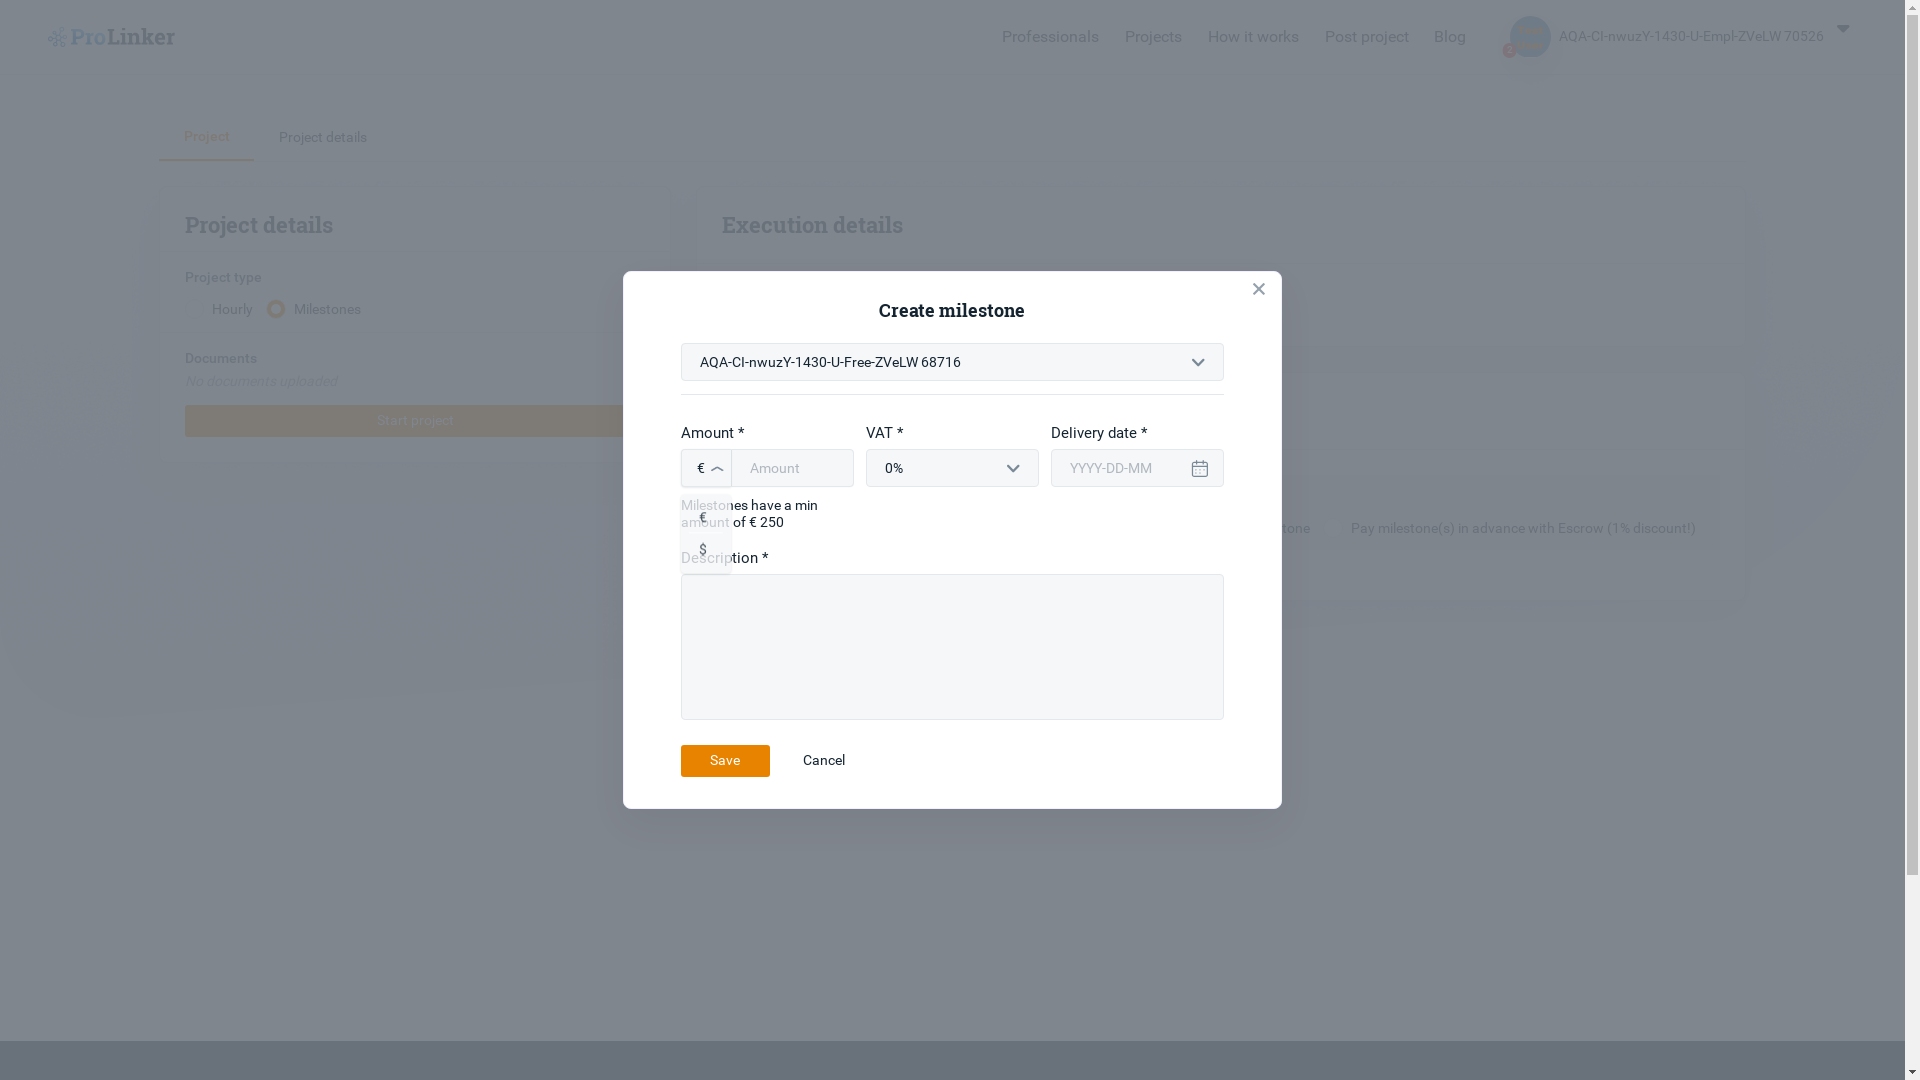 ProLinker
Professionals
Projects
How it works
Post project
Blog
2
AQA-CI-nwuzY-1430-U-Empl-ZVeLW 70526
Project
Project details
Project details
Execution details
Project type
Hourly
Milestones
Documents
No documents uploaded
Start project
Create milestone
AQA-CI-nwuzY-1430-U-Free-ZVeLW 68716
Amount *
VAT *
Delivery date *
€
Amount
0%
YYYY-DD-MM
Milestones have a min
amount of € 250
€
$
Description *
Save
Cancel
Pay milestone(s) in advance with Escrow (1% discount!)